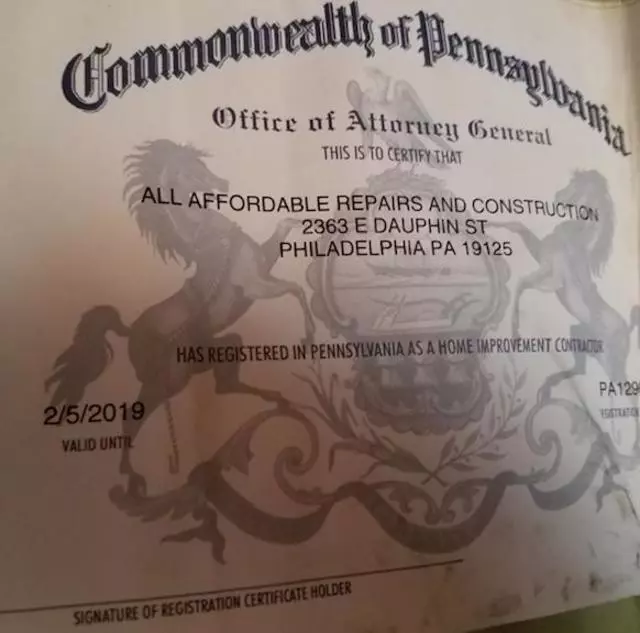 Commonwealth of Pennsylvania
Office of Attorney General
THIS IS TO CERTIFY THAT
ALL AFFORDABLE REPAIRS AND CONSTRUCTION
2363 E DAUPHIN ST
PHILADELPHIA PA 19125
HAS REGISTERED IN PENNSYLVANIA AS A HOME IMPROVEMENT CONTRACTOR
PA129
2/5/2019
VALID UNTIL
SIGNATURE OF REGISTRATION CERTIFICATE HOLDER